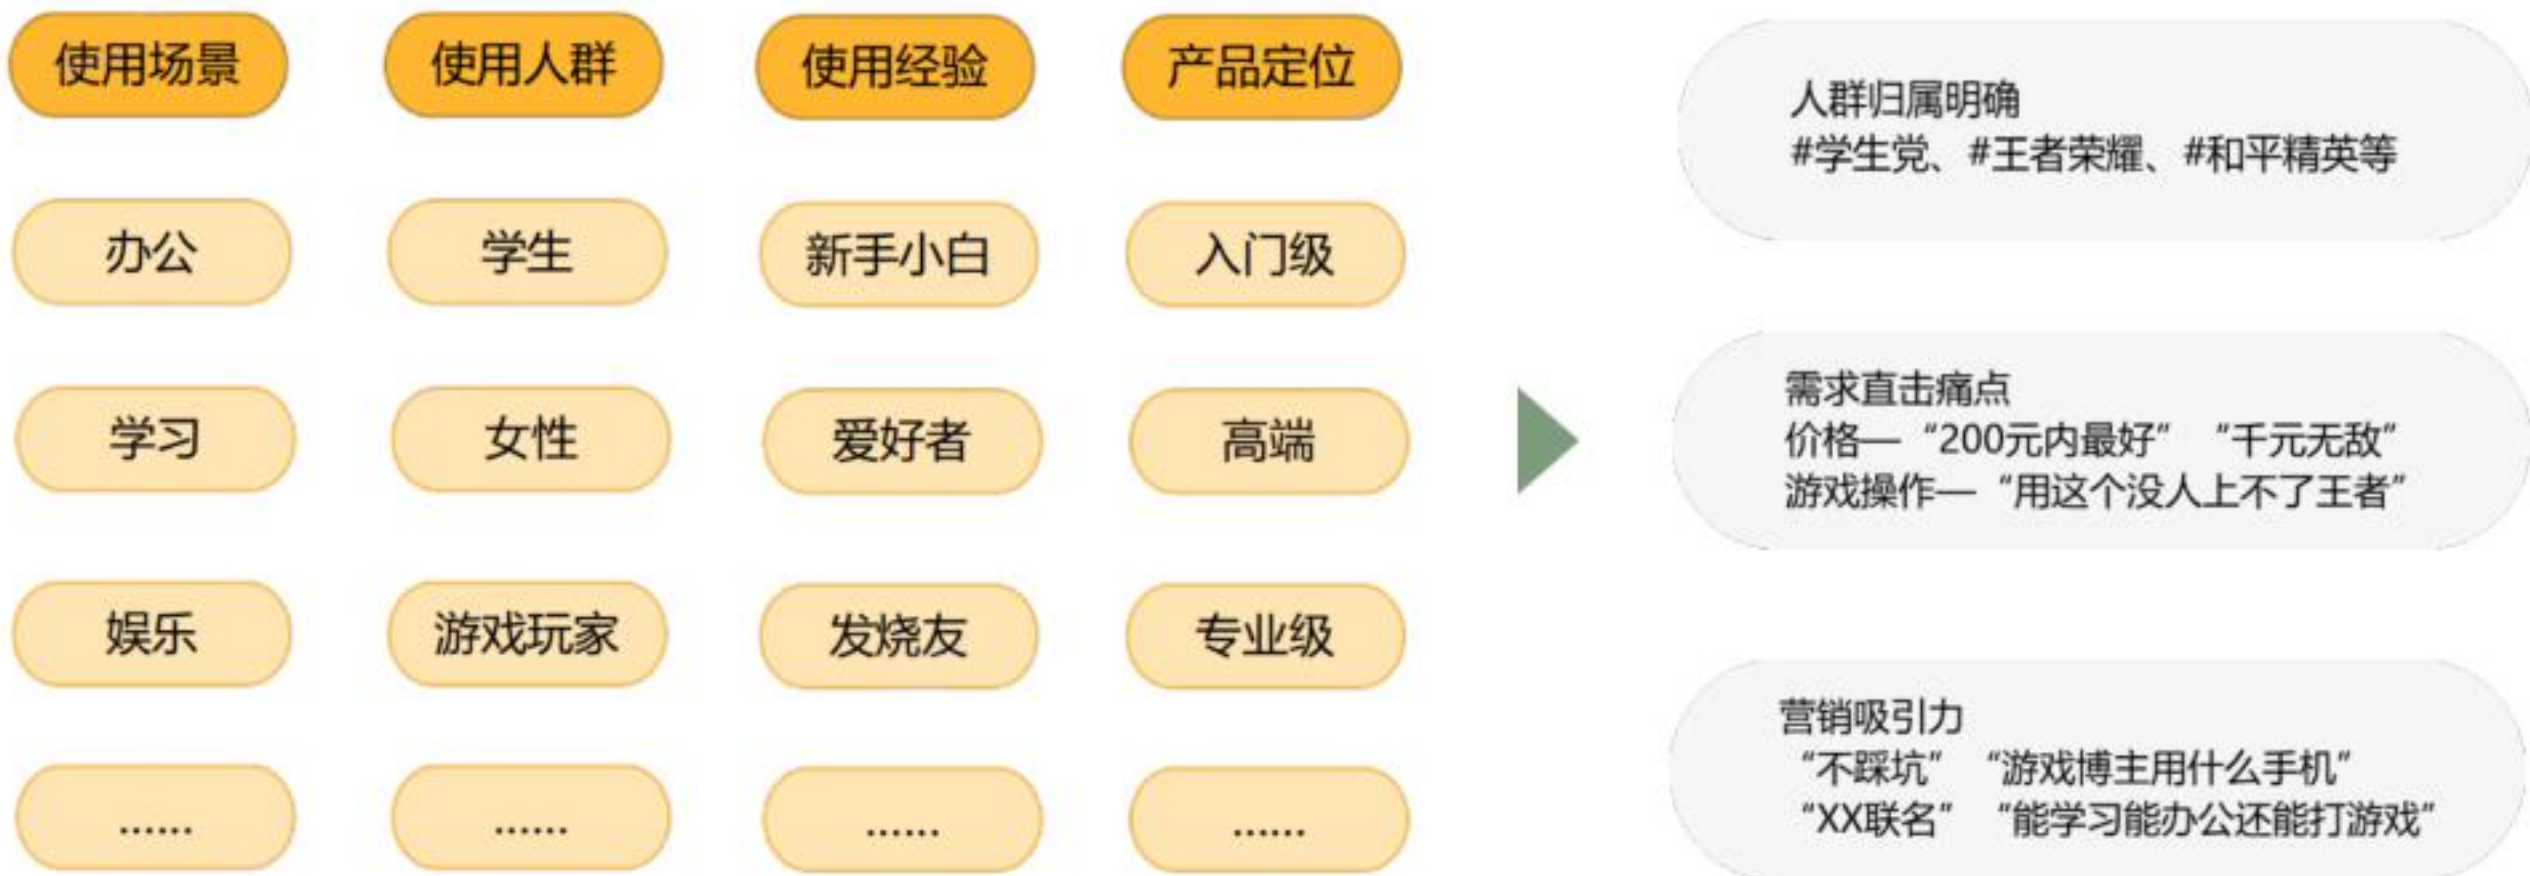 使用场景 使用人群 使用经验 产品定位
办公 学生 新手小白 入门级
学习 女性 爱好者 高端
娱乐 游戏玩家 发烧友 专业级
…… …… …… ……
人群归属明确
#学生党、#王者荣耀、#和平精英等
需求直击痛点
价格—“200元内最好” “千元无敌”
游戏操作—“用这个没人上不了王者”
营销吸引力
“不踩坑” “游戏博主用什么手机”
“XX联名” “能学习能办公还能打游戏”